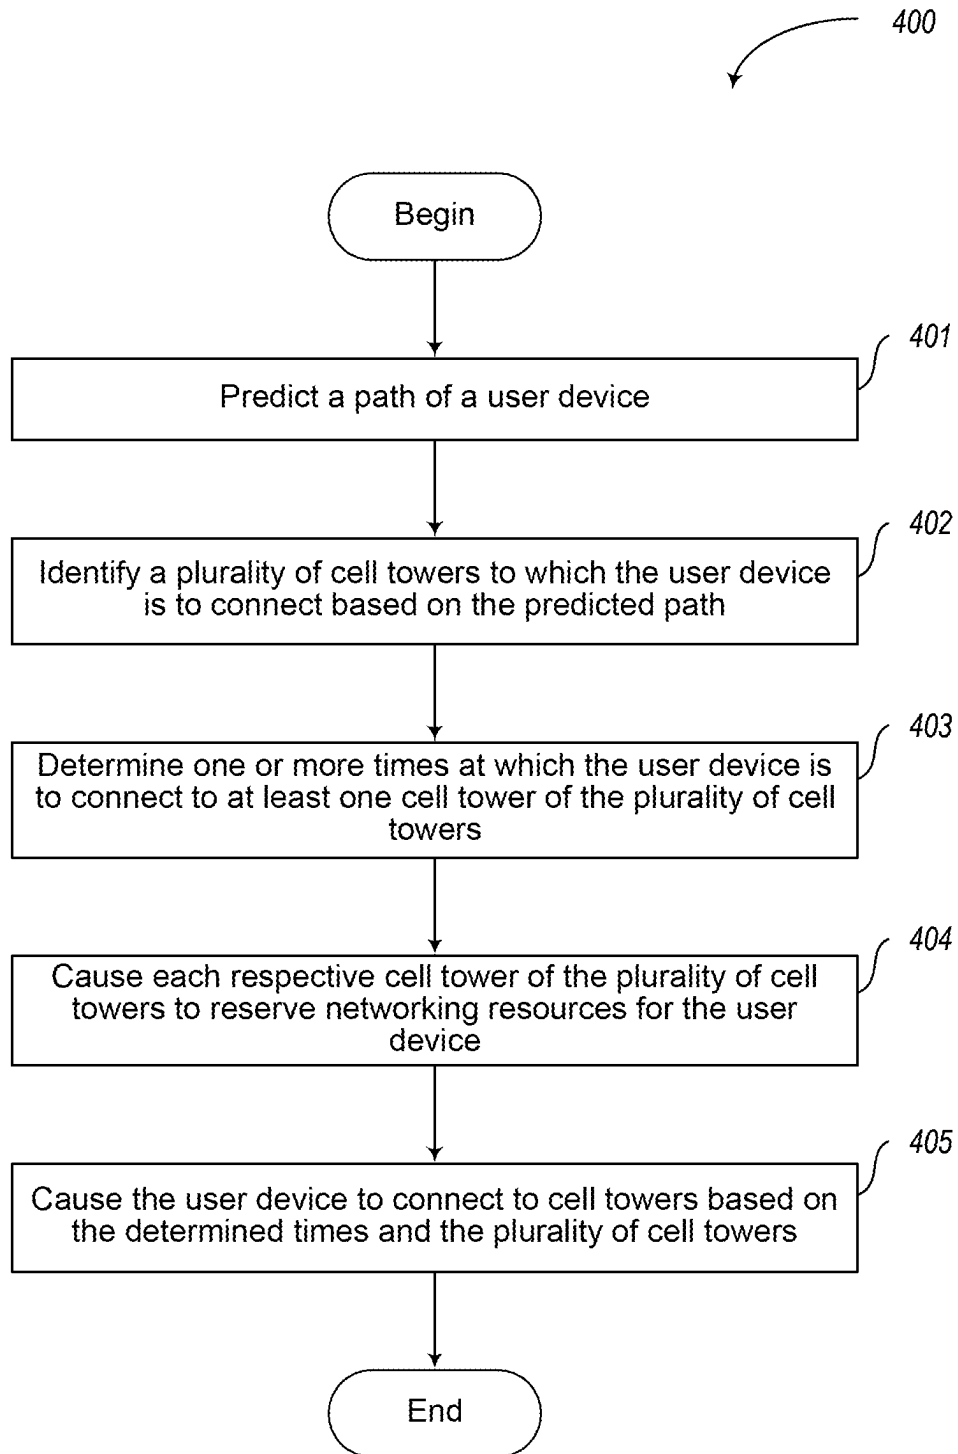 400
Begin
401
Predict a path of a user device
402
Identify a plurality of cell towers to which the user device
is to connect based on the predicted path
403
Determine one or more times at which the user device is
to connect to at least one cell tower of the plurality of cell
towers
404
Cause each respective cell tower of the plurality of cell
towers to reserve networking resources for the user
device
405
Cause the user device to connect to cell towers based on
the determined times and the plurality of cell towers
End